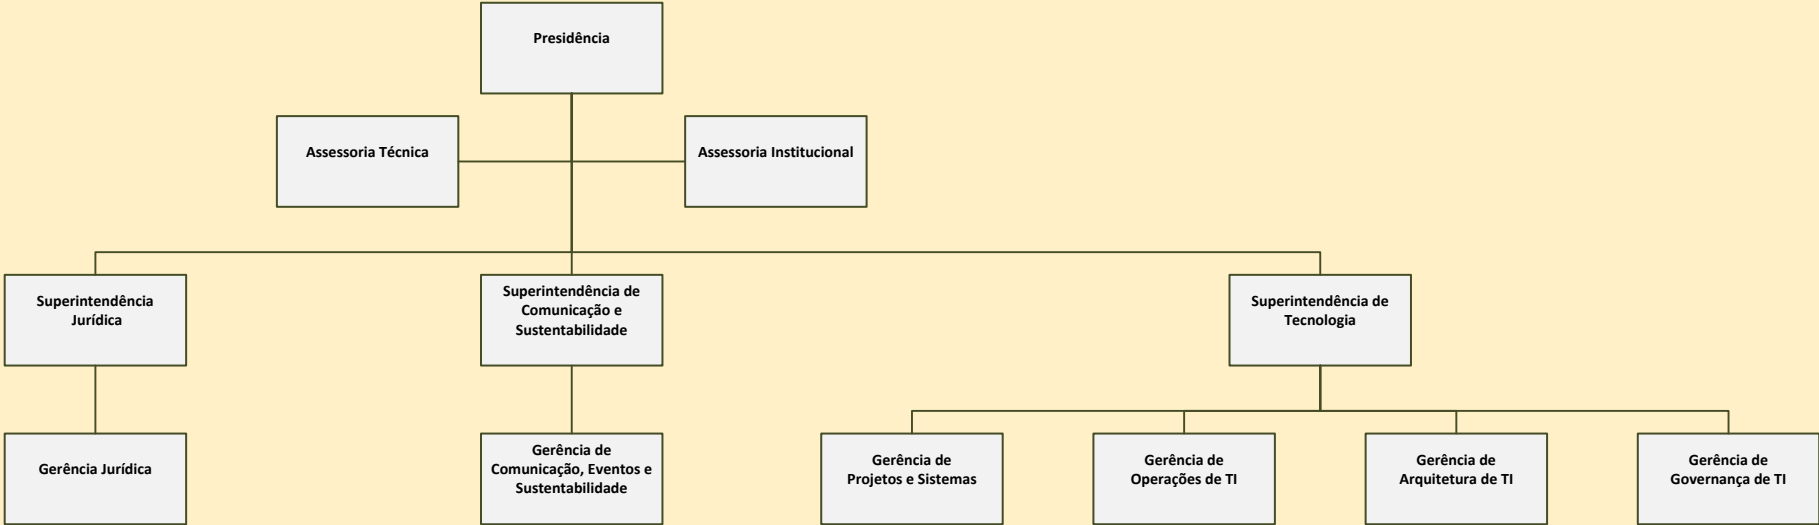 Presidência
Assessoria Técnica
Assessoria Institucional
Superintendência
Jurídica
Superintendência de
Comunicação e
Sustentabilidade
Superintendência de
Tecnologia
Gerência Jurídica
Gerência de
Comunicação, Eventos e
Sustentabilidade
Gerência de
Projetos e Sistemas
Gerência de
Operações de TI
Gerência de
Arquitetura de TI
Gerência de
Governança de TI